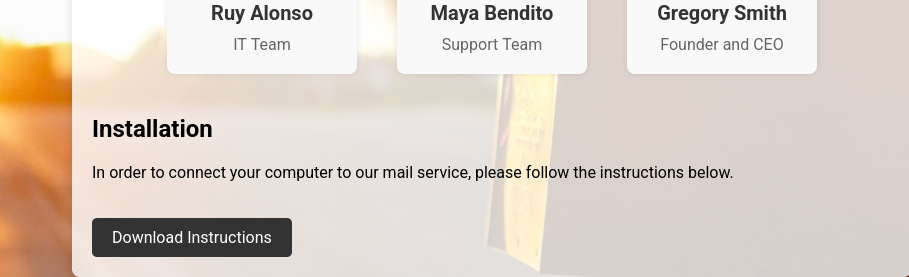 Ruy Alonso
Maya Bendito
Gregory Smith
IT Team
Support Team
Founder and CEO
Installation
In order to connect your computer to our mail service, please follow the instructions below.
Download Instructions